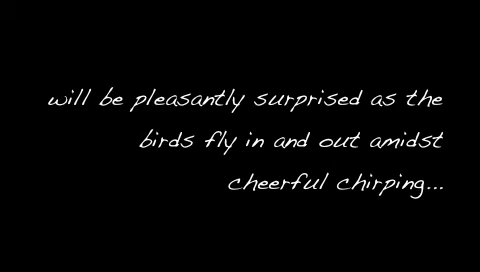 will be pleasantly surprised as the
birds fly in and out amidst
cheerful chirping...